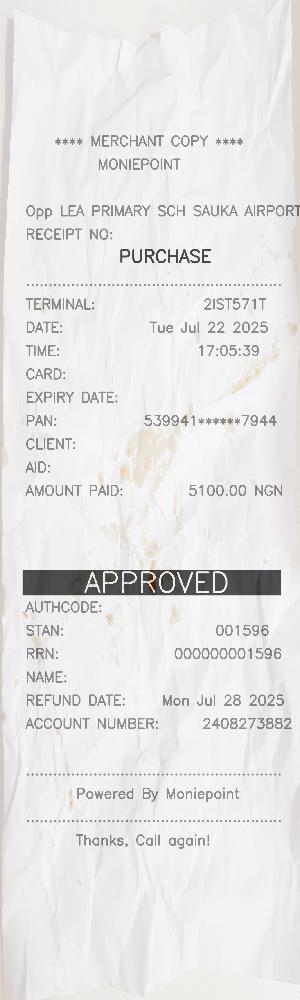 **** MERCHANT COPY ****
MONIEPOINT
Opp LEA PRIMARY SCH SAUKA AIRPORT
RECEIPT NO:
PURCHASE
TERMINAL: 2IST571T
DATE: Tue Jul 22 2025
TIME: 17:05:39
CARD:
EXPIRY DATE:
PAN: 539941******7944
CLIENT:
AID:
AMOUNT PAID: 5100.00 NGN
APPROVED
AUTHCODE:
STAN: 001596
RRN: 000000001596
NAME:
REFUND DATE: Mon Jul 28 2025
ACCOUNT NUMBER: 2408273882
Powered By Moniepoint
Thanks, Call again!